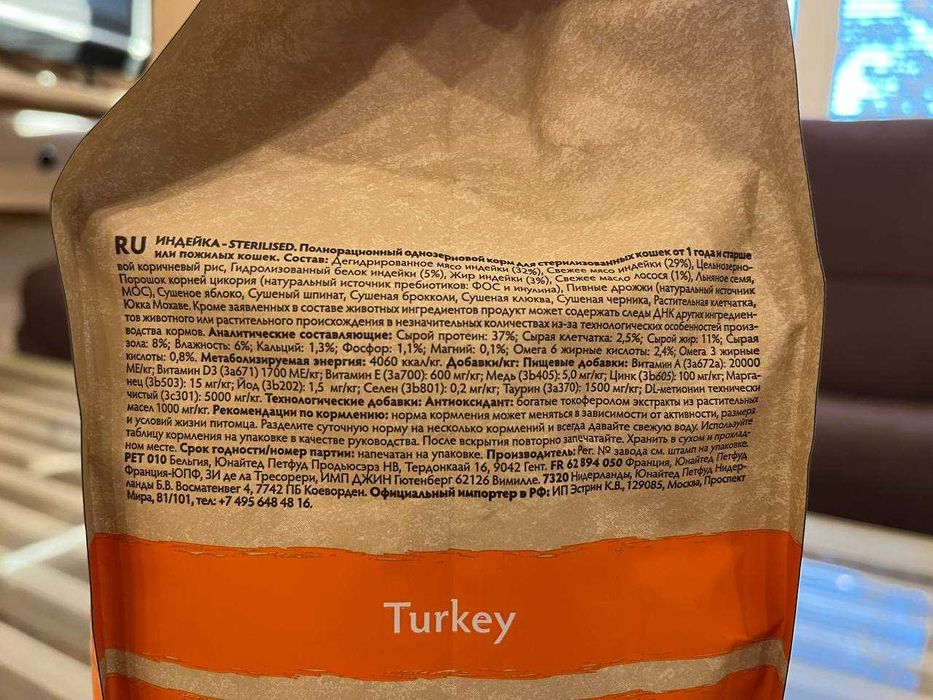 RU ИНДЕЙКА - STERILISED. Полнорационный однозерновой корм для стерилизованных кошек от 1 года и старше
или пожилых кошек. Состав: Дегидрированное мясо индейки (32%), Свежее мясо индейки (29%), Цельнозерно-
вой коричневый рис, Гидролизованный белок индейки (5%), Жир индейки (3%), Свежее масло лосося (1%), Льняное семя,
Порошок корней цикория (натуральный источник пребиотиков: ФОС и инулина), Пивные дрожжи (натуральный источник
МОС), Сушеное яблоко, Сушеный шпинат, Сушеная брокколи, Сушеная клюква, Сушеная черника, Растительная клетчатка,
Юкка Мохаве. Кроме заявленных в составе животных ингредиентов продукт может содержать следы ДНК других ингредиен-
тов животного или растительного происхождения в незначительных количествах из-за технологических особенностей произ-
водства кормов. Аналитические составляющие: Сырой протеин: 37%; Сырая клетчатка: 2,5%; Сырой жир: 11%; Сырая
зола: 8%; Влажность: 6%; Кальций: 1,3%; Фосфор: 1,1%; Магний: 0,1%; Омега 6 жирные кислоты: 2,4%; Омега 3 жирные
кислоты: 0,8%. Метаболизируемая энергия: 4060 ккал/кг. Добавки/кг: Пищевые добавки: Витамин А (3a672a): 20000
МЕ/кг; Витамин D3 (3a671) 1700 МЕ/кг; Витамин Е (3a700): 600 мг/кг; Медь (3b405): 5,0 мг/кг; Цинк (3b605): 100 мг/кг; Марга-
нец (3b503): 15 мг/кг; Йод (3b202): 1,5 мг/кг; Селен (3b801): 0,2 мг/кг; Таурин (3a370): 1500 мг/кг; DL-метионин технически
чистый (3c301): 5000 мг/кг. Технологические добавки: Антиоксидант: богатые токоферолом экстракты из растительных
масел 1000 мг/кг. Рекомендации по кормлению: норма кормления может меняться в зависимости от активности, размера
и условий жизни питомца. Разделите суточную норму на несколько кормлений и всегда давайте свежую воду. Используйте
таблицу кормления на упаковке в качестве руководства. После вскрытия повторно запечатайте. Хранить в сухом и прохлад-
ном месте. Срок годности/номер партии: напечатан на упаковке. Производитель: Рег. № завода см. штамп на упаковке.
PET 010 Бельгия, Юнайтед Петфуд Продьюсэрз НВ, Тердонкаай 16, 9042 Гент. FR 62 894 050 Франция, Юнайтед Петфуд
Франция-ЮПФ, ЗИ де ла Тресорери, ИМП ДЖИН Гютенберг 62126 Вимилле. 7320 Нидерланды, Юнайтед Петфуд Нидер-
ланды Б.В. Восматенвег 4, 7742 ПБ Коеворден. Официальный импортер в РФ: ИП Эстрин К.В., 129085, Москва, Проспект
Мира, 81/101, тел: +7 495 648 48 16.
Turkey